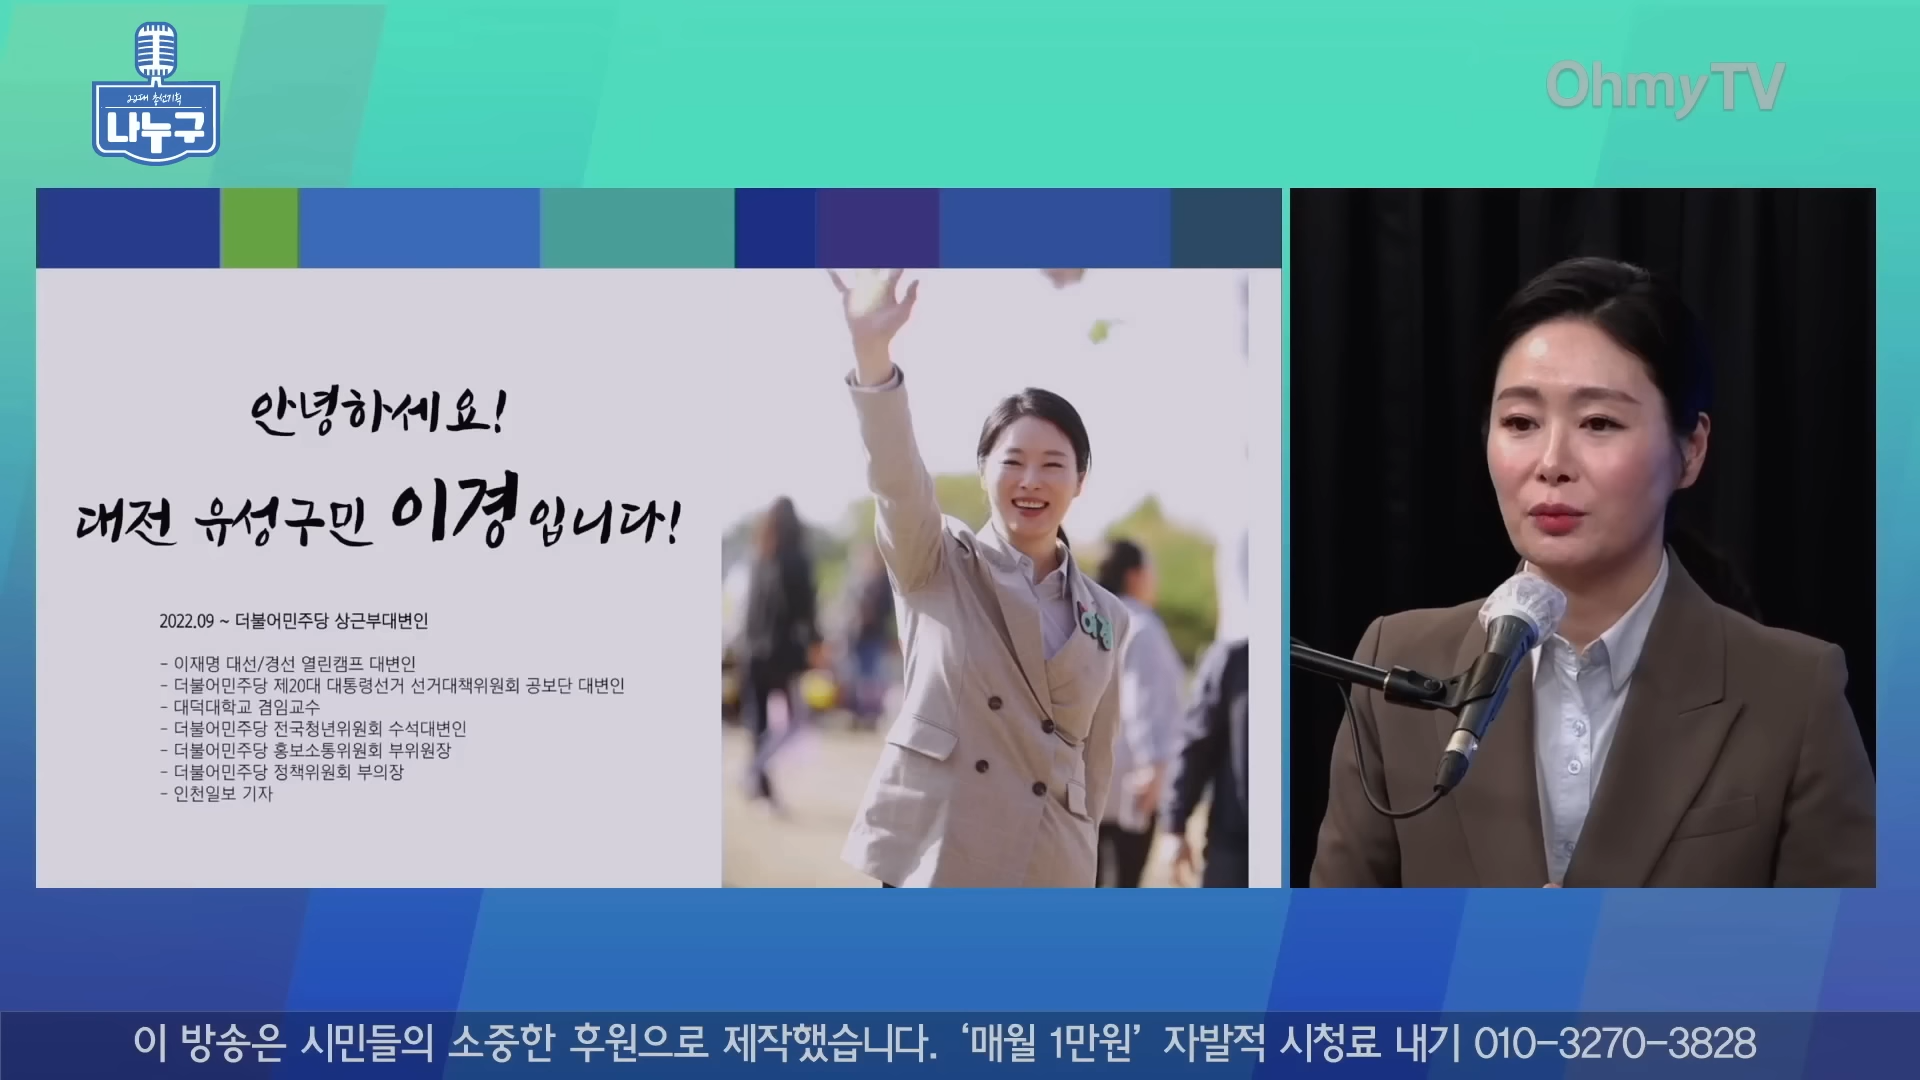 22대 총선기획
나누구
OhmyTV
안녕하세요!
대전 유성구민 이경입니다!
2022.09 ~ 더불어민주당 상근부대변인
- 이재명 대선/경선 열린캠프 대변인
- 더불어민주당 제20대 대통령선거 선거대책위원회 공보단 대변인
- 대덕대학교 겸임교수
- 더불어민주당 전국청년위원회 수석대변인
- 더불어민주당 홍보소통위원회 부위원장
- 더불어민주당 정책위원회 부의장
- 인천일보 기자
이경
이 방송은 시민들의 소중한 후원으로 제작했습니다. ‘매월 1만원’ 자발적 시청료 내기 010-3270-3828